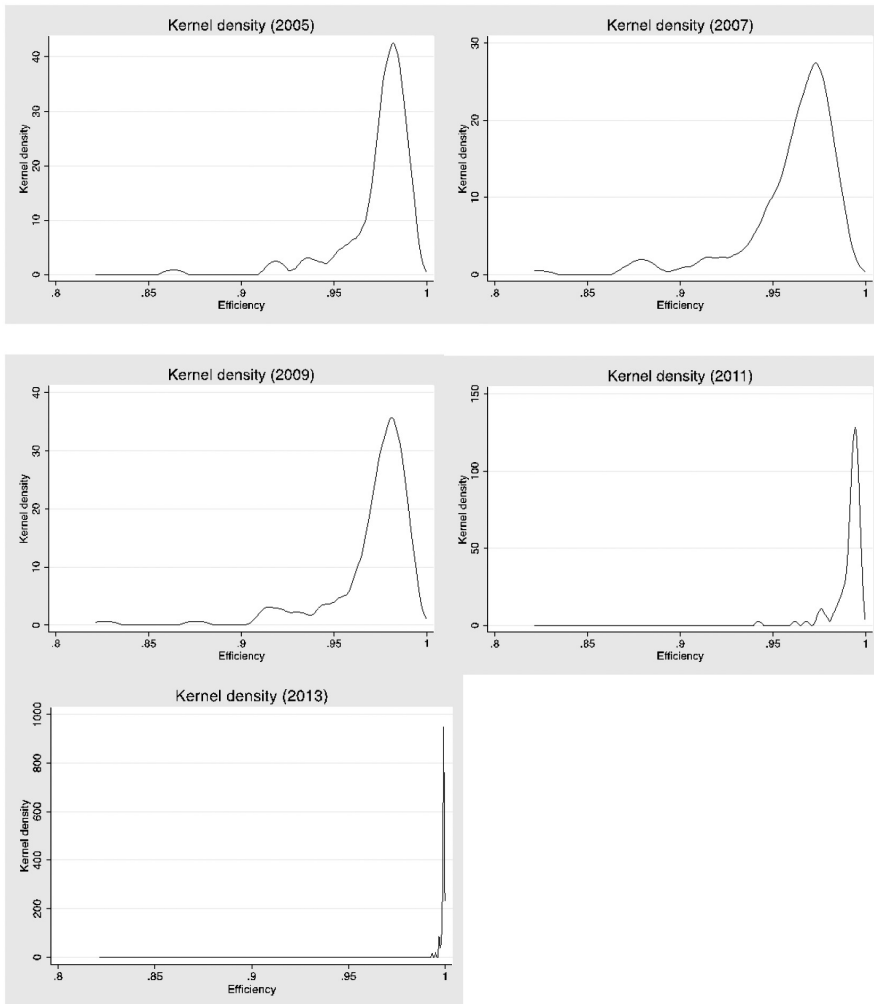 Kernel density (2005)
Kernel density
40
30
20
10
0
.8 .85 .9 .95 1
Efficiency
Kernel density (2007)
Kernel density
30
20
10
0
.8 .85 .9 .95 1
Efficiency
Kernel density (2009)
Kernel density
40
30
20
10
0
.8 .85 .9 .95 1
Efficiency
Kernel density (2011)
Kernel density
150
100
50
0
.8 .85 .9 .95 1
Efficiency
Kernel density (2013)
Kernel density
1000
800
600
400
200
0
.8 .85 .9 .95 1
Efficiency